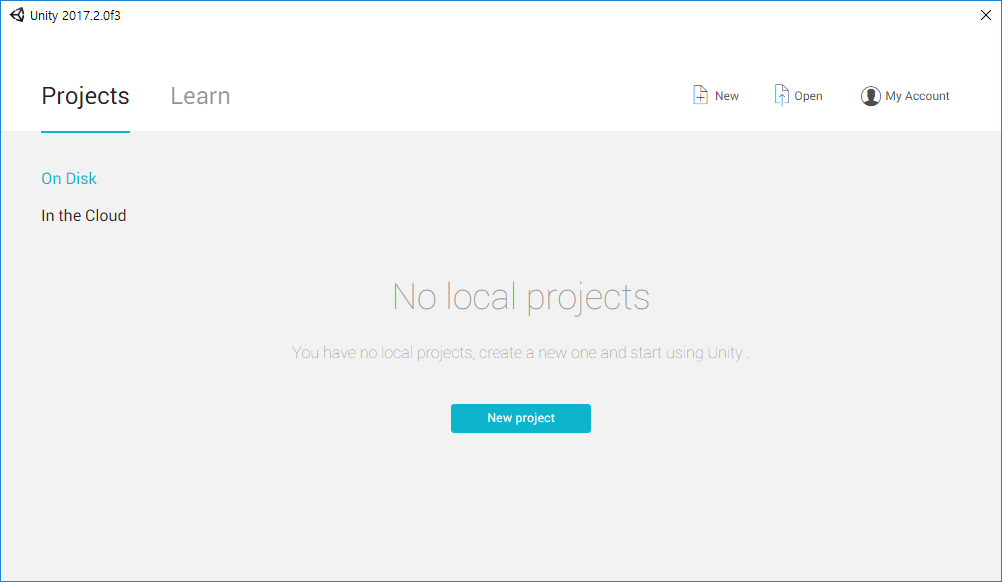 Unity 2017.2.0f3
Projects Learn New Open My Account
On Disk
In the Cloud
No local projects
You have no local projects, create a new one and start using Unity .
New project